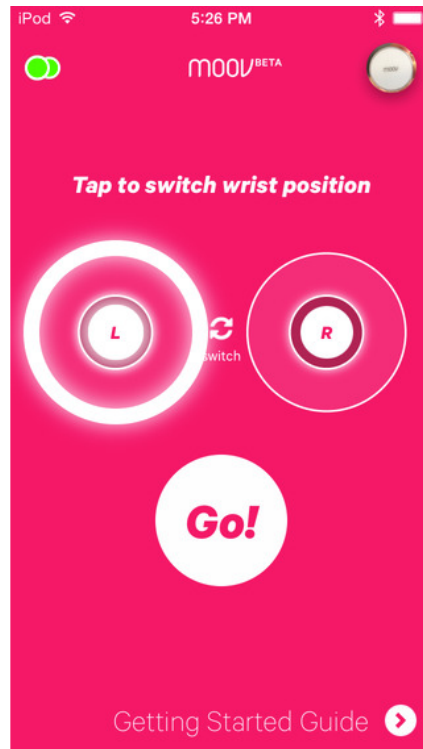 iPod 5:26 PM
moov BETA
Tap to switch wrist position
L R
switch
Go!
Getting Started Guide